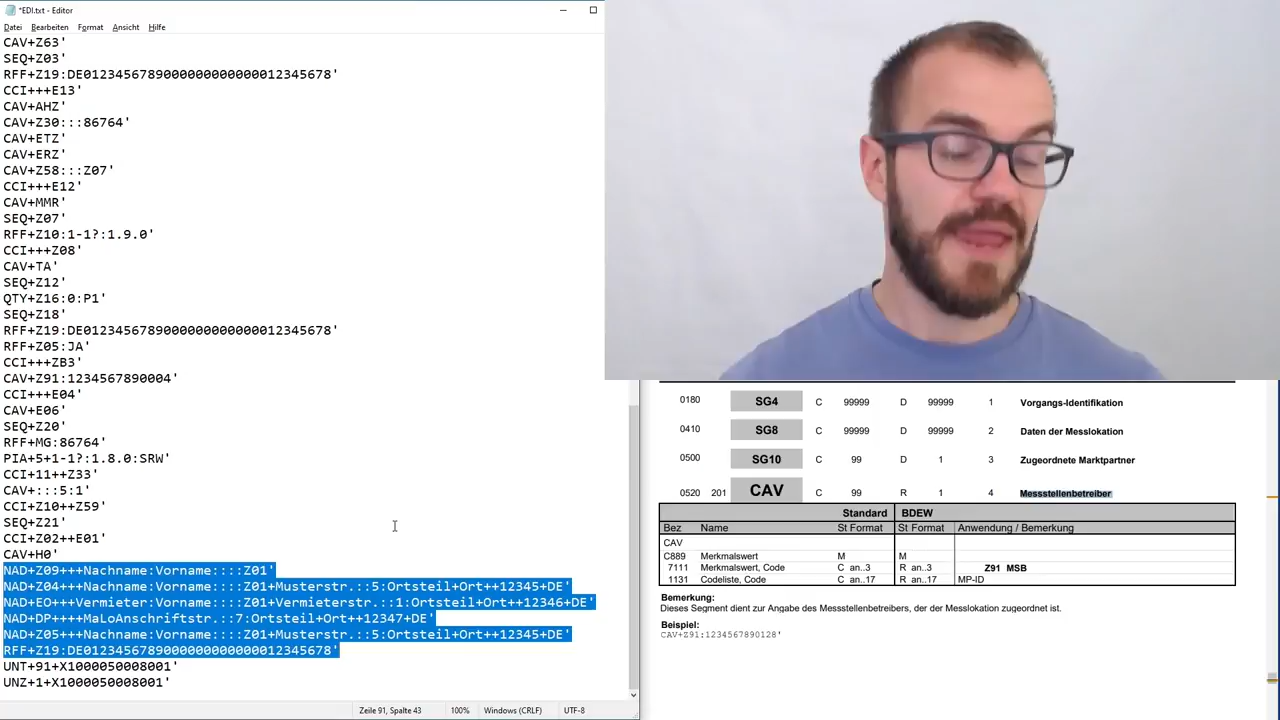 *EDI.txt - Editor
Datei Bearbeiten Format Ansicht Hilfe
CAV+Z63'
SEQ+Z03'
RFF+Z19:DE0123456789000000000000012345678'
CCI+++E13'
CAV+AHZ'
CAV+Z30:::86764'
CAV+ETZ'
CAV+ERZ'
CAV+Z58:::Z07'
CCI+++E12'
CAV+MMR'
SEQ+Z07'
RFF+Z10:1-1?:1.9.0'
CCI+++Z08'
CAV+TA'
SEQ+Z12'
QTY+Z16:0:P1'
SEQ+Z18'
RFF+Z19:DE0123456789000000000000012345678'
RFF+Z05:JA'
CCI+++ZB3'
CAV+Z91:1234567890004'
CCI+++E04'
CAV+E06'
SEQ+Z20'
RFF+MG:86764'
PIA+5+1-1?:1.8.0:SRW'
CCI+11++Z33'
CAV+:::5:1'
CCI+Z10++Z59'
SEQ+Z21'
CCI+Z02++E01'
CAV+H0'
NAD+Z09+++Nachname:Vorname::::Z01'
NAD+Z04+++Nachname:Vorname::::Z01+Musterstr.::5:Ortsteil+Ort++12345+DE'
NAD+EO+++Vermieter:Vorname::::Z01+Vermieterstr.::1:Ortsteil+Ort++12346+DE'
NAD+DP++++MaLoAnschriftstr.::7:Ortsteil+Ort++12347+DE'
NAD+Z05+++Nachname:Vorname::::Z01+Musterstr.::5:Ortsteil+Ort++12345+DE'
RFF+Z19:DE0123456789000000000000012345678'
UNT+91+X1000050008001'
UNZ+1+X1000050008001'
Zeile 91, Spalte 43 100% Windows (CRLF) UTF-8
0180 SG4 C 99999 D 99999 1 Vorgangs-Identifikation
0410 SG8 C 99999 D 99999 2 Daten der Messlokation
0500 SG10 C 99 D 1 3 Zugeordnete Marktpartner
0520 201 CAV C 99 R 1 4 Messstellenbetreiber
Standard BDEW
Bez Name St Format St Format Anwendung / Bemerkung
CAV
C889 Merkmalswert M M
7111 Merkmalswert, Code C an..3 R an..3 Z91 MSB
1131 Codeliste, Code C an..17 R an..17 MP-ID
Bemerkung:
Dieses Segment dient zur Angabe des Messstellenbetreibers, der der Messlokation zugeordnet ist.
Beispiel:
CAV+Z91:1234567890128'